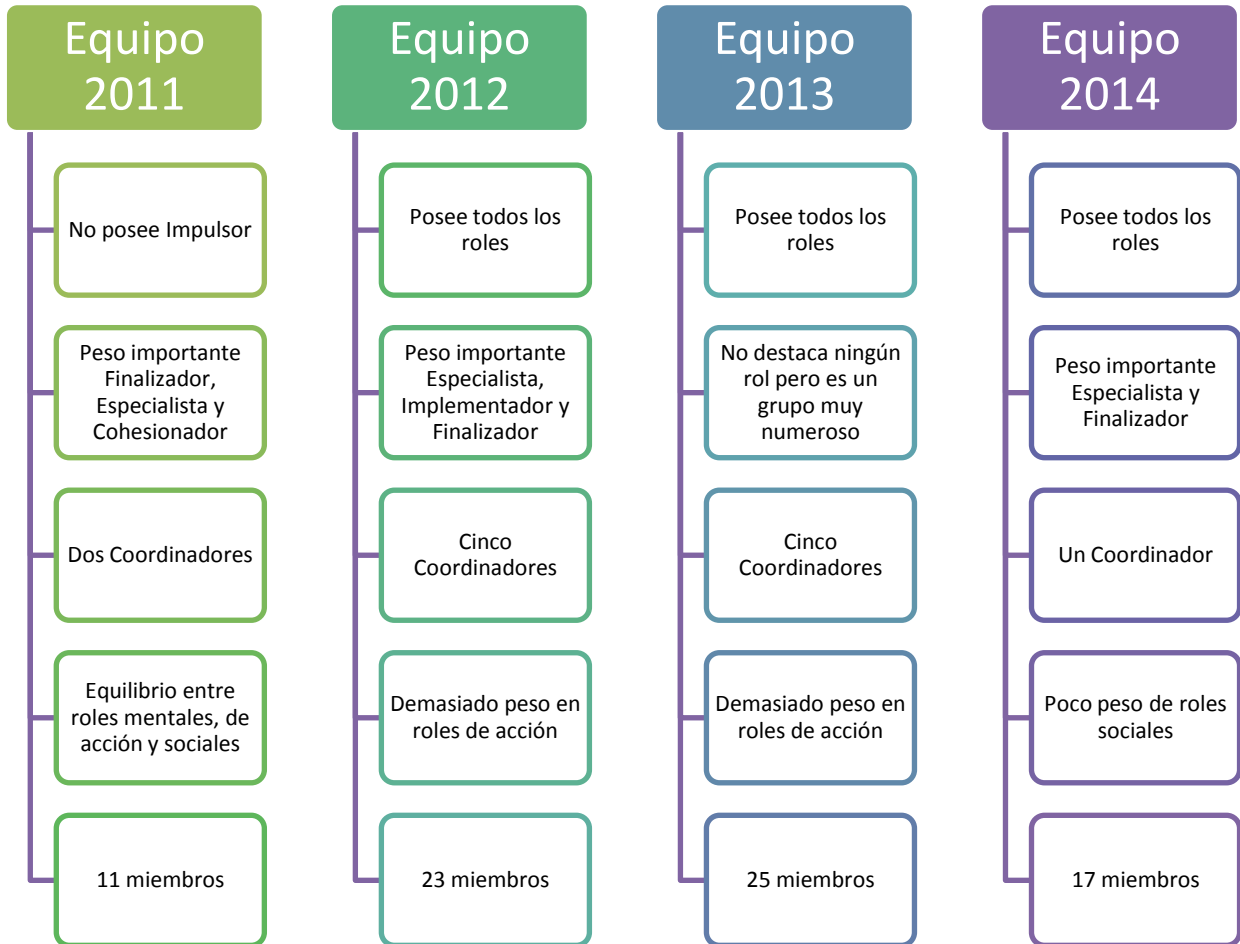 Equipo
2011
No posee Impulsor
Peso importante
Finalizador,
Especialista y
Cohesionador
Dos Coordinadores
Equilibrio entre
roles mentales, de
acción y sociales
11 miembros
Equipo
2012
Posee todos los
roles
Peso importante
Especialista,
Implementador y
Finalizador
Cinco
Coordinadores
Demasiado peso en
roles de acción
23 miembros
Equipo
2013
Posee todos los
roles
No destaca ningún
rol pero es un
grupo muy
numeroso
Cinco
Coordinadores
Demasiado peso en
roles de acción
25 miembros
Equipo
2014
Posee todos los
roles
Peso importante
Especialista y
Finalizador
Un Coordinador
Poco peso de roles
sociales
17 miembros